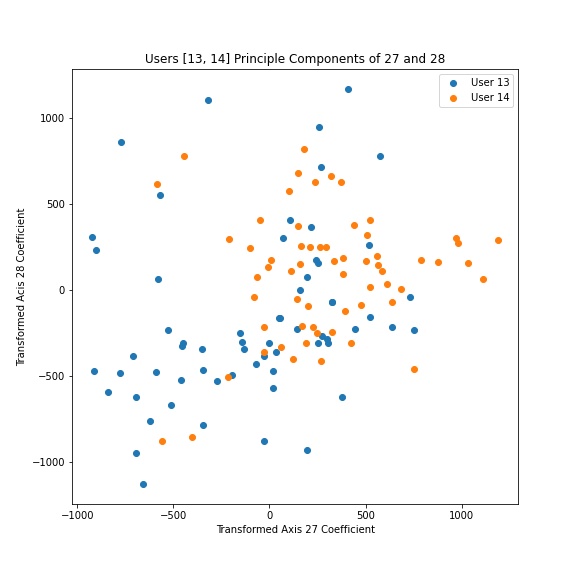 Users [13, 14] Principle Components of 27 and 28
User 13
User 14
Transformed Acis 28 Coefficient
1000
500
0
−500
−1000
−1000
−500
0
500
1000
Transformed Axis 27 Coefficient